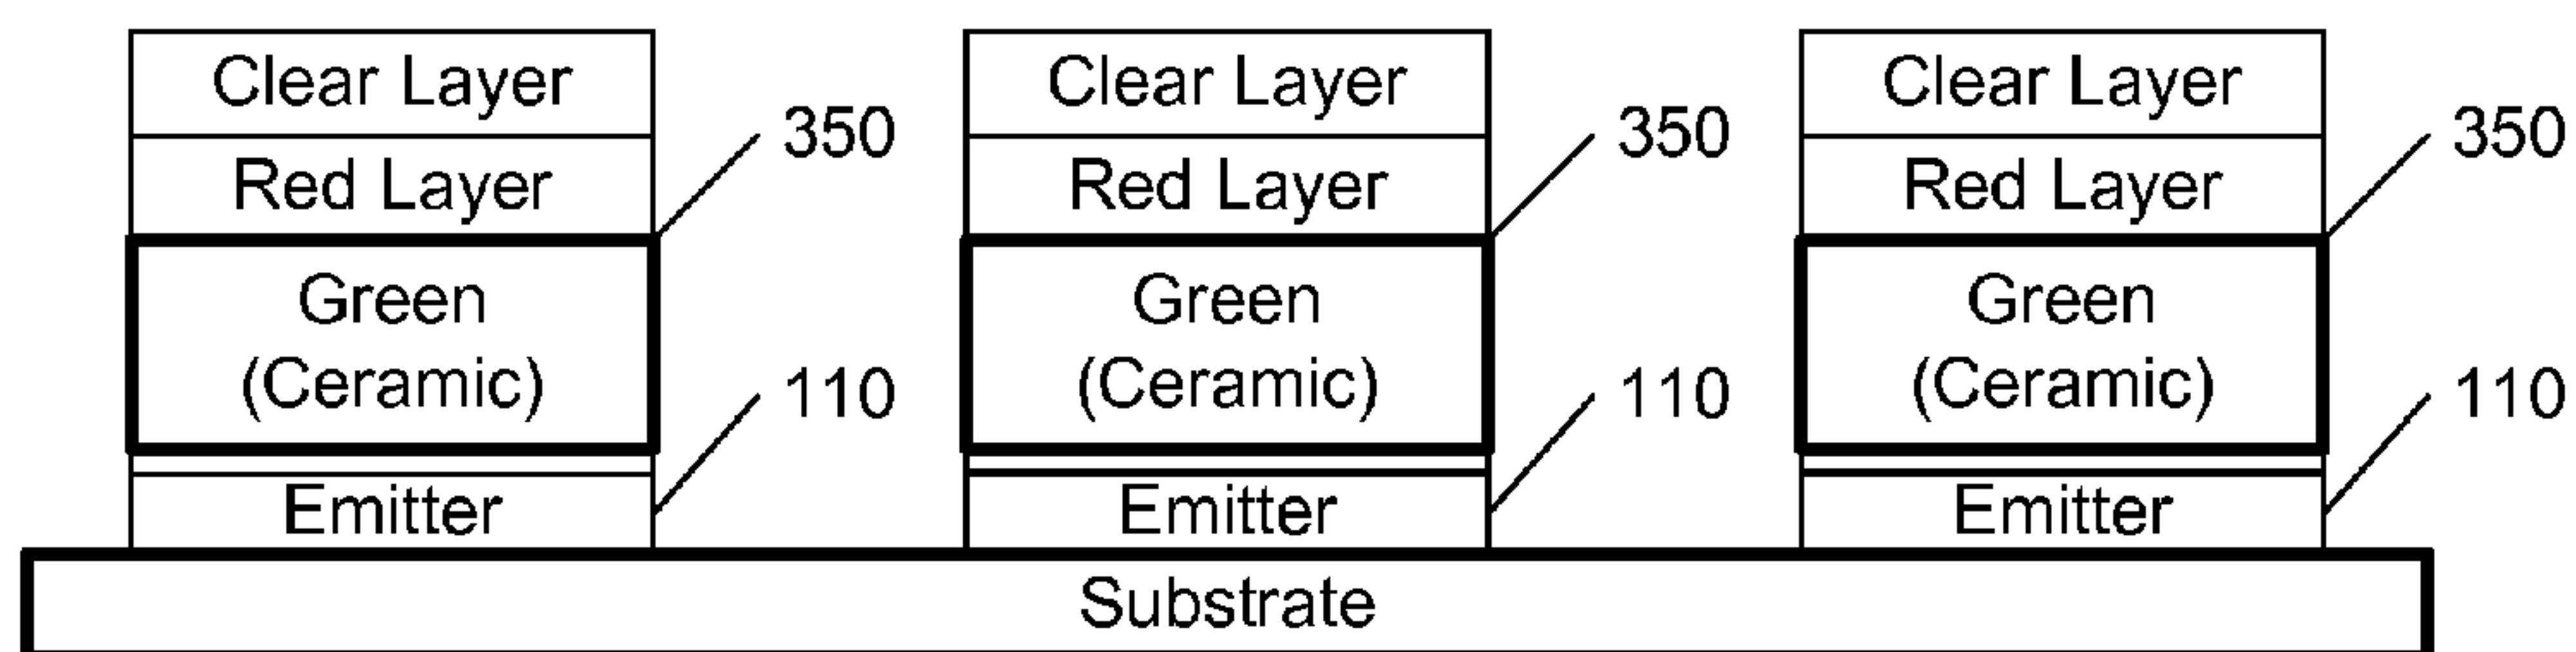 Clear Layer Clear Layer Clear Layer
350 350 350
Red Layer Red Layer Red Layer
Green Green Green
(Ceramic) 110 (Ceramic) 110 (Ceramic) 110
Emitter Emitter Emitter
Substrate